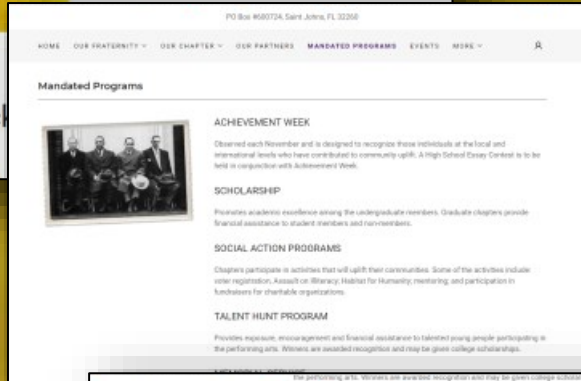 PO Box #600724, Saint Johns, FL 32260
HOME OUR FRATERNITY OUR CHAPTER OUR PARTNERS MANDATED PROGRAMS EVENTS MORE
Mandated Programs
ACHIEVEMENT WEEK
Observed each November and is designed to recognize those individuals at the local and
international levels who have contributed to community uplift. A High School Essay Contest is to be
held in conjunction with Achievement Week.
SCHOLARSHIP
Promotes academic excellence among the undergraduate members. Graduate chapters provide
financial assistance to student members and non-members.
SOCIAL ACTION PROGRAMS
Chapters participate in activities that will uplift their communities. Some of the activities include
voter registration, Assault on Illiteracy, Habitat for Humanity, mentoring, and participation in
fundraisers for charitable organizations.
TALENT HUNT PROGRAM
Provides exposure, encouragement and financial assistance to talented young people participating in
the performing arts. Winners are awarded recognition and may be given college scholarships.
the performing arts. Winners are awarded recognition and may be given college